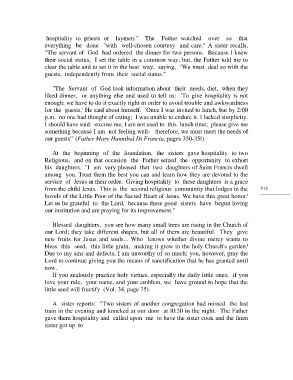 hospitality to priests or laymen." The Father watched over so that
everything be done "with well-chosen courtesy and care." A sister recalls,
"The servant of God had ordered the dinner for two persons. Because I knew
their social status, I set the table in a common way; but, the Father told me to
clear the table and to set it in the best way, saying, "We must deal so with the
guests, independently from their social status."
"The Servant of God took information about their needs, diet, when they
liked dinner, or anything else and used to tell us: 'To give hospitality is not
enough; we have to do it exactly right in order to avoid trouble and awkwardness
for the guests.' He said about himself: 'Once I was invited to lunch, but by 2:00
p.m. no one had thought of eating; I was unable to endure it. I lacked simplicity.
I should have said: excuse me, I am not used to this lunch time; please give me
something because I am not feeling well- therefore, we must meet the needs of
our guests'" (Father Mary Hannibal Di Francia, pages 350-351).
At the beginning of the foundation, the sisters gave hospitality to two
Religious, and on that occasion the Father seized the opportunity to exhort
his daughters. "I am very pleased that two daughters of Saint Francis dwell
among you. Treat them the best you can and learn how they are devoted to the
service of Jesus in their order. Giving hospitality to these daughters is a grace
from the child Jesus. This is the second religious community that lodges in the
hovels of the Little Poor of the Sacred Heart of Jesus. We have this great honor!
Let us be grateful to the Lord, because these good sisters have begun loving
our institution and are praying for its improvement."
513
Blessed daughters, you see how many small trees are rising in the Church of
our Lord; they take different shapes, but all of them are beautiful. They give
new fruits for Jesus and souls... Who knows whether divine mercy wants to
bless this seed, this little grain, making it grow in the holy Church's garden?
Due to my sins and defects, I am unworthy of so much; you, however, pray the
Lord to continue giving you the means of sanctification that he has granted until
now.
If you zealously practice holy virtues, especially the daily little ones; if you
love your rule, your name, and your emblem, we have ground to hope that the
little seed will fructify (Vol. 34, page 75).
A sister reports: "Two sisters of another congregation had missed the last
train in the evening and knocked at our door at 10:30 in the night. The Father
gave them hospitality and called upon me to have the sister cook and the linen
sister got up to